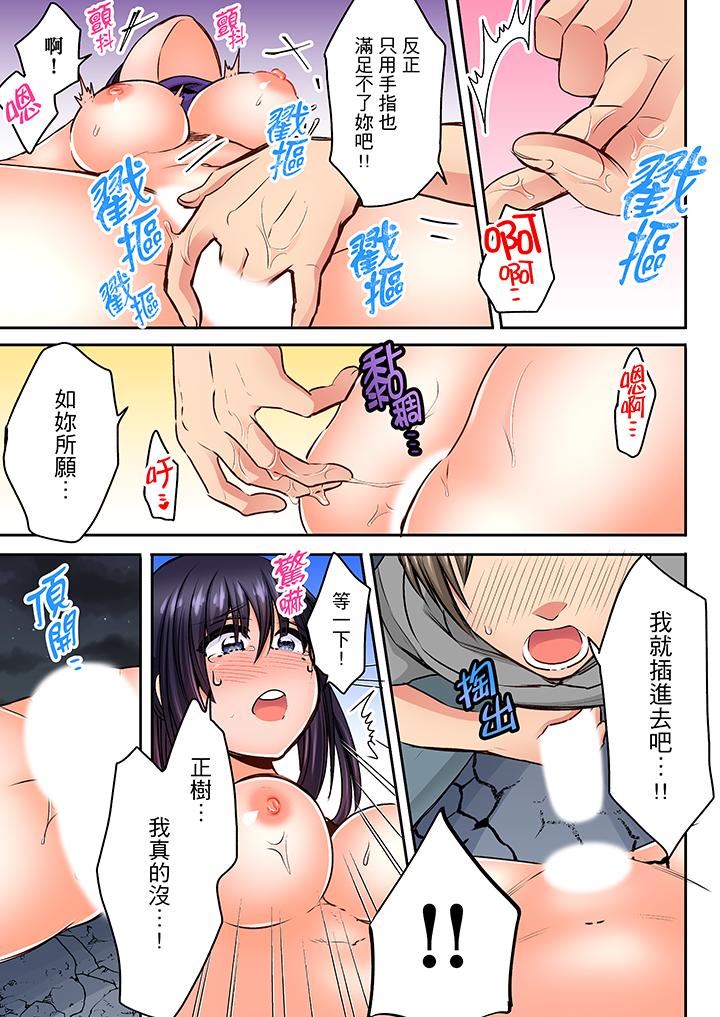 啊啊…
戳摳
反正
只用手指也
滿足不了妳吧!!
戳摳
戳摳
顫抖
顫抖
啊！
嗯
戳摳
戳摳
嗯啊…
黏稠…
如妳所願…
吁
我就插進去吧…!!
掏出
!!
等一下！
驚嚇
正樹…
我真的沒…！
頂開…